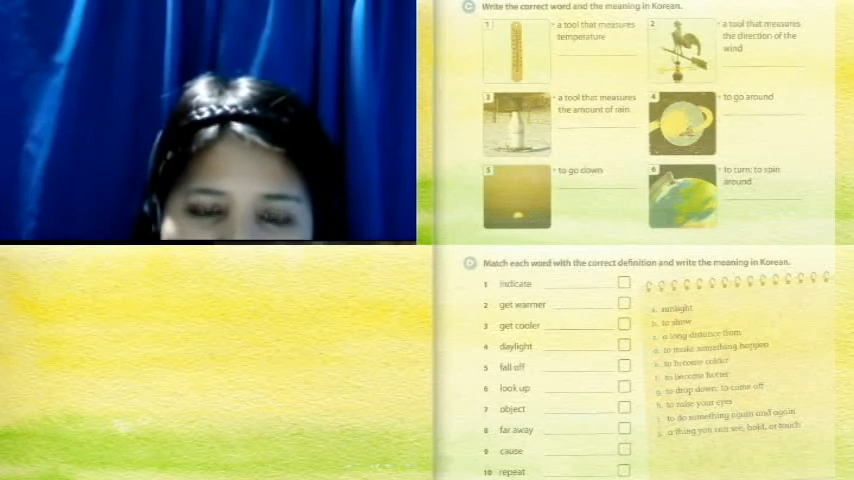 C Write the correct word and the meaning in Korean.
1 a tool that measures
temperature
2 a tool that measures
the direction of the
wind
3 a tool that measures
the amount of rain
4 to go around
5 to go down
6 to turn; to spin
around
D Match each word with the correct definition and write the meaning in Korean.
1 indicate
2 get warmer
3 get cooler
4 daylight
5 fall off
6 look up
7 object
8 far away
9 cause
10 repeat
a. sunlight
b. to show
c. a long distance from
d. to make something happen
e. to become colder
f. to become hotter
g. to drop down; to come off
h. to raise your eyes
i. to do something again and again
j. a thing you can see, hold, or touch